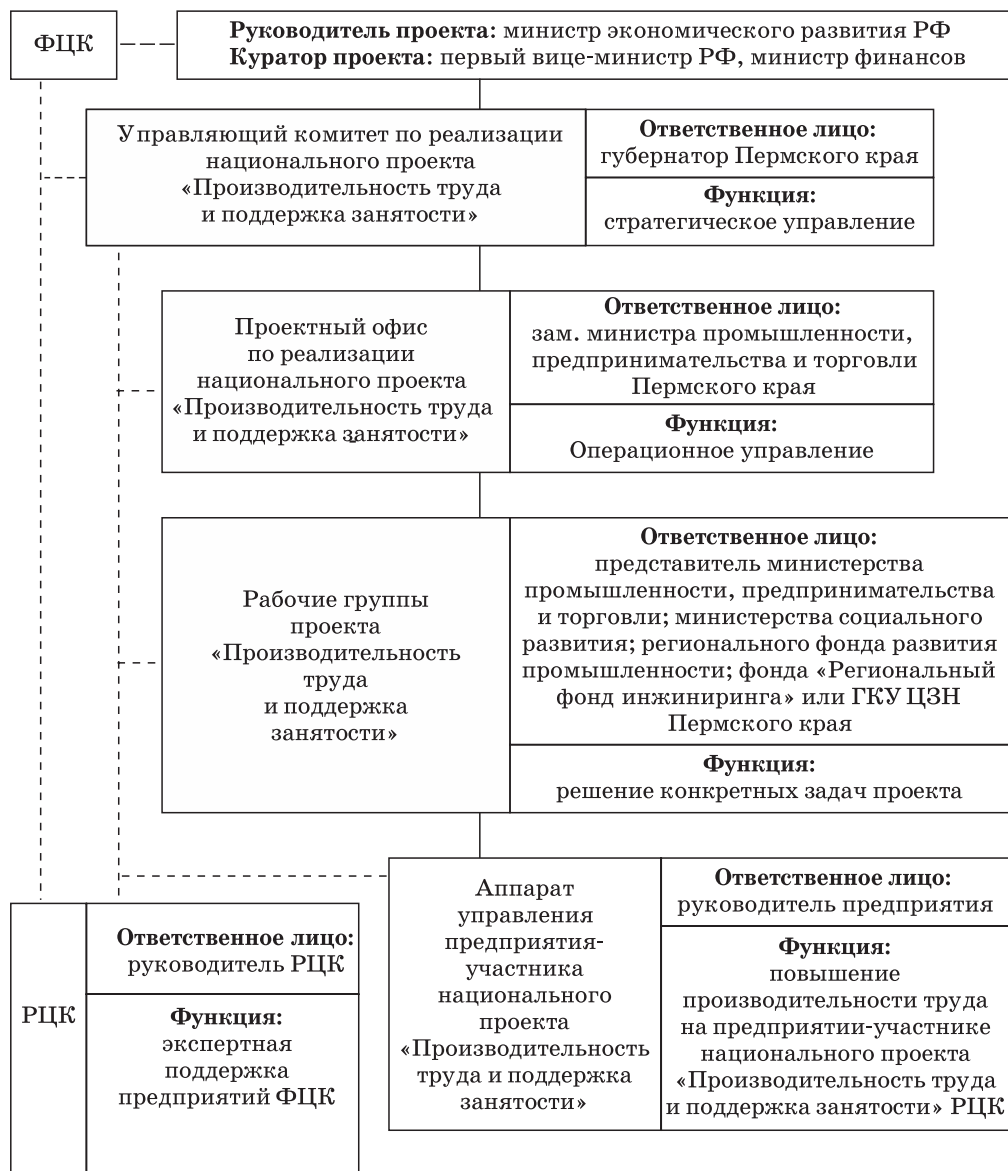 ФЦК
Руководитель проекта: министр экономического развития РФ
Куратор проекта: первый вице-министр РФ, министр финансов
Управляющий комитет по реализации
национального проекта
«Производительность труда
и поддержка занятости»
Ответственное лицо:
губернатор Пермского края
Функция:
стратегическое управление
Проектный офис
по реализации
национального проекта
«Производительность труда
и поддержка занятости»
Ответственное лицо:
зам. министра промышленности,
предпринимательства и торговли
Пермского края
Функция:
Операционное управление
Рабочие группы
проекта
«Производительность
труда
и поддержка
занятости»
Ответственное лицо:
представитель министерства
промышленности, предпринимательства
и торговли; министерства социального
развития; регионального фонда развития
промышленности; фонда «Региональный
фонд инжиниринга» или ГКУ ЦЗН
Пермского края
Функция:
решение конкретных задач проекта
Аппарат
управления
предприятия-
участника
национального
проекта
«Производительность
труда и поддержка
занятости»
Ответственное лицо:
руководитель предприятия
Функция:
повышение
производительности труда
на предприятии-участнике
национального проекта
«Производительность труда
и поддержка занятости» РЦК
РЦК
Ответственное лицо:
руководитель РЦК
Функция:
экспертная
поддержка
предприятий ФЦК